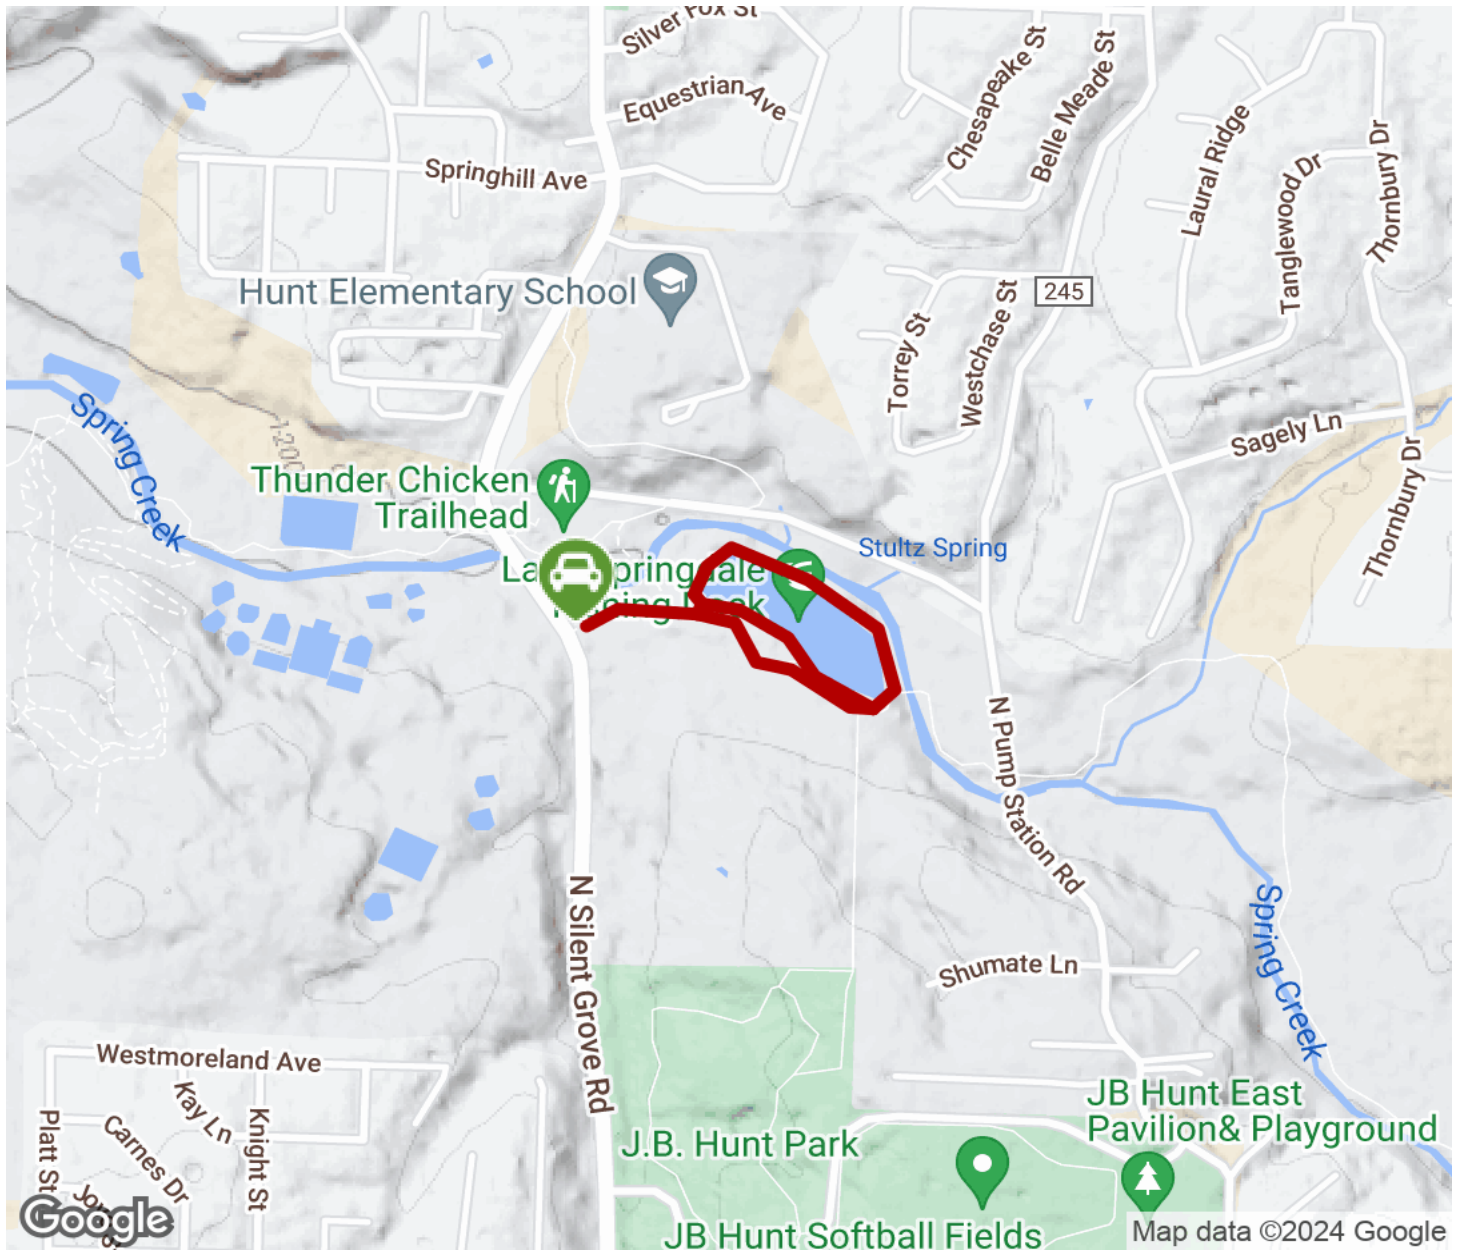 Silver Fox St
Equestrian Ave
Springhill Ave
Chesapeake St
Belle Meade St
Laural Ridge
Tanglewood Dr
Thornbury Dr
Hunt Elementary School
245
Torrey St
Westchase St
Sagely Ln
Thornbury Dr
Spring Creek
1200
Thunder Chicken
Trailhead
Stultz Spring
N Pump Station Rd
N Silent Grove Rd
Spring Creek
Shumate Ln
Westmoreland Ave
Kay Ln
Knight St
Platt St
Carnes Dr
J.B. Hunt Park
JB Hunt East
Pavilion& Playground
JB Hunt Softball Fields
Google
Map data ©2024 Google